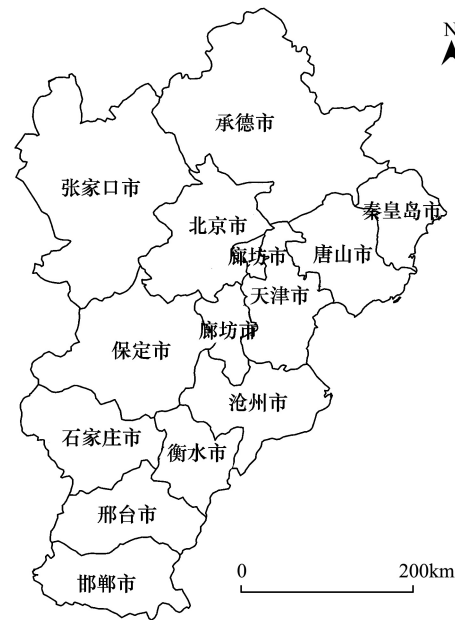 N
承德市
张家口市
秦皇岛市
北京市
廊坊市
唐山市
天津市
廊坊市
保定市
沧州市
石家庄市
衡水市
邢台市
邯郸市
0
200km